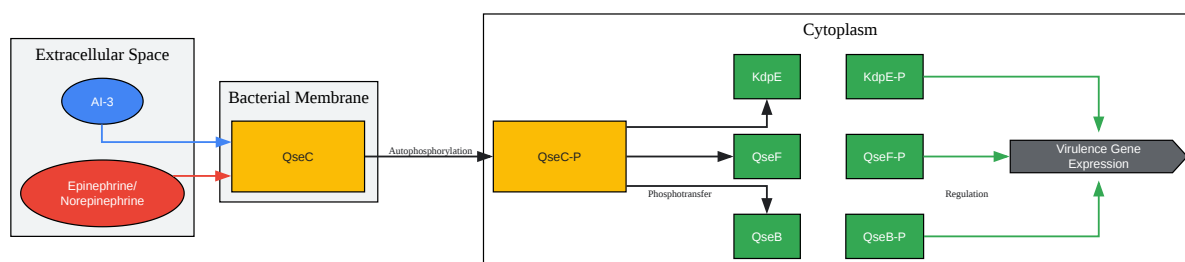 Extracellular Space
AI-3
Epinephrine/
Norepinephrine
Bacterial Membrane
QseC
Autophosphorylation
Cytoplasm
QseC-P
Phosphotransfer
KdpE
QseF
QseB
KdpE-P
QseF-P
QseB-P
Regulation
Virulence Gene
Expression